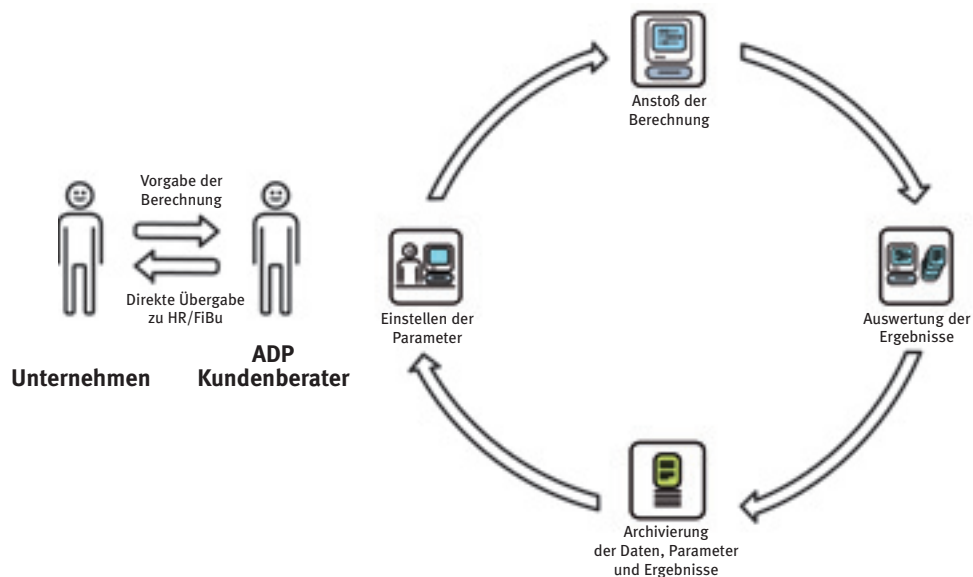 Anstoß der
Berechnung
Vorgabe der
Berechnung
Direkte Übergabe
zu HR/FiBu
Unternehmen
ADP
Kundenberater
Einstellen der
Parameter
Auswertung der
Ergebnisse
Archivierung
der Daten, Parameter
und Ergebnisse